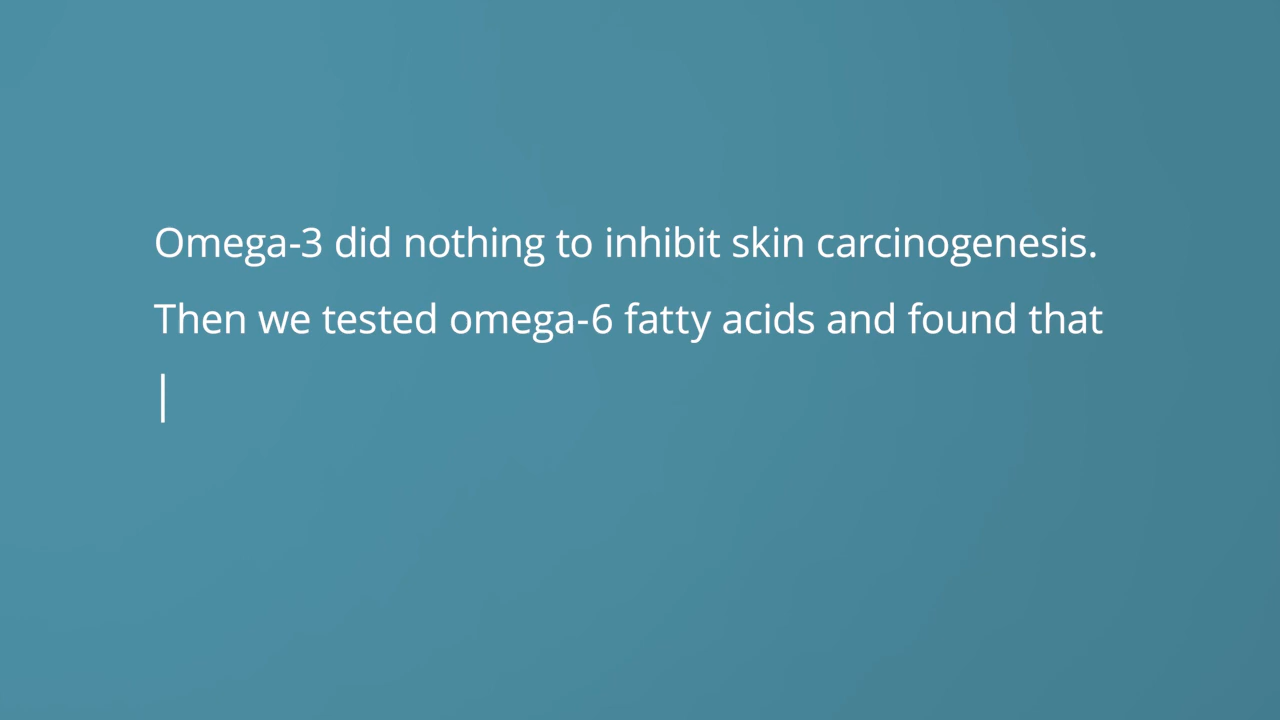 Omega-3 did nothing to inhibit skin carcinogenesis.
Then we tested omega-6 fatty acids and found that